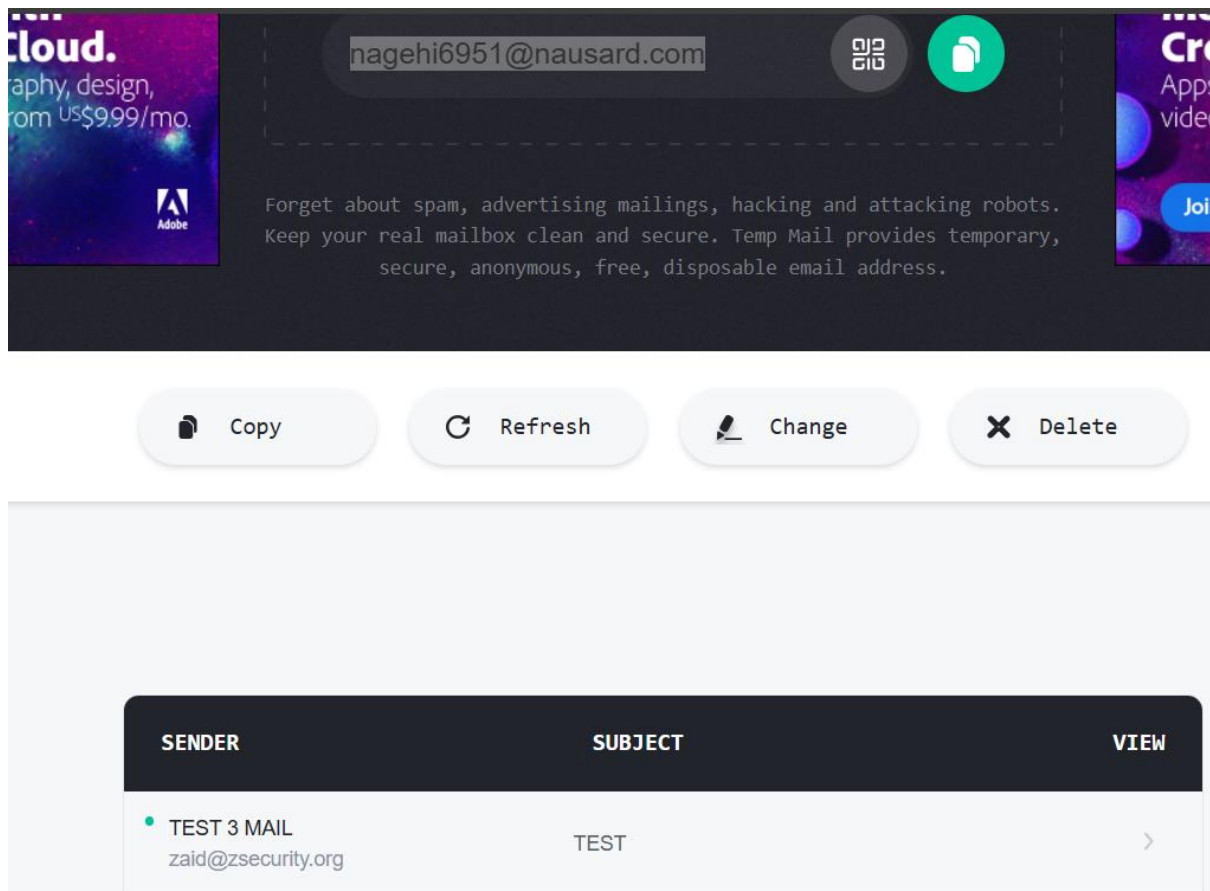 Cloud.
raphy, design,
rom US$9.99/mo.
Adobe
nagehi6951@nausard.com
Cre
Apps
vide
Joi
Forget about spam, advertising mailings, hacking and attacking robots.
Keep your real mailbox clean and secure. Temp Mail provides temporary,
secure, anonymous, free, disposable email address.
Copy
Refresh
Change
Delete
SENDER
SUBJECT
VIEW
TEST 3 MAIL
TEST
zaid@zsecurity.org